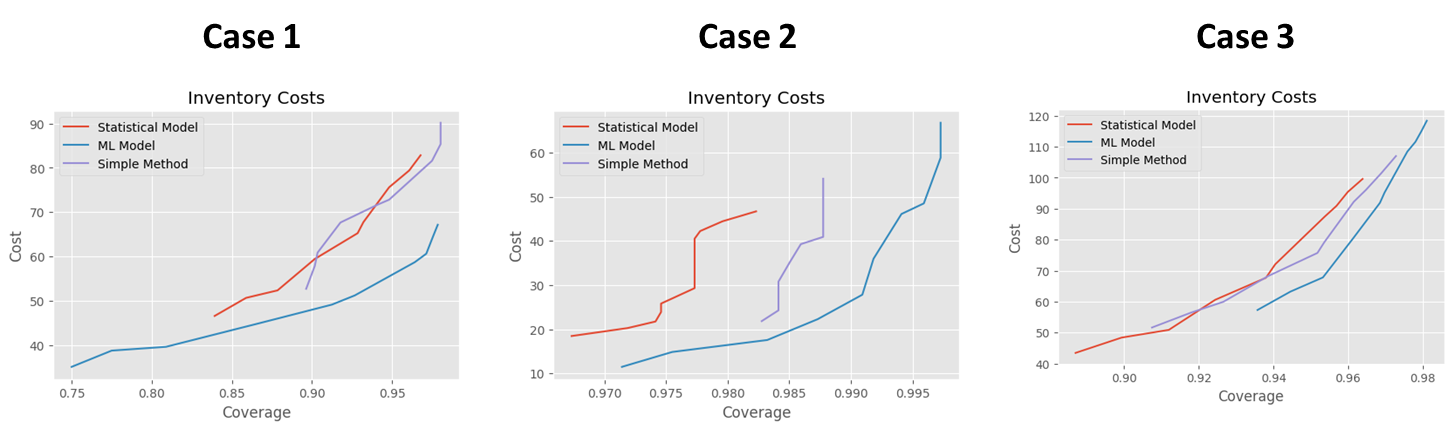 Case 1
Case 2
Case 3
Inventory Costs
Statistical Model
ML Model
Simple Method
90
80
70
60
50
40
Cost
0.75 0.80 0.85 0.90 0.95
Coverage
Inventory Costs
Statistical Model
ML Model
Simple Method
60
50
40
30
20
10
Cost
0.970 0.975 0.980 0.985 0.990 0.995
Coverage
Inventory Costs
Statistical Model
ML Model
Simple Method
120
110
100
90
80
70
60
50
40
Cost
0.90 0.92 0.94 0.96 0.98
Coverage